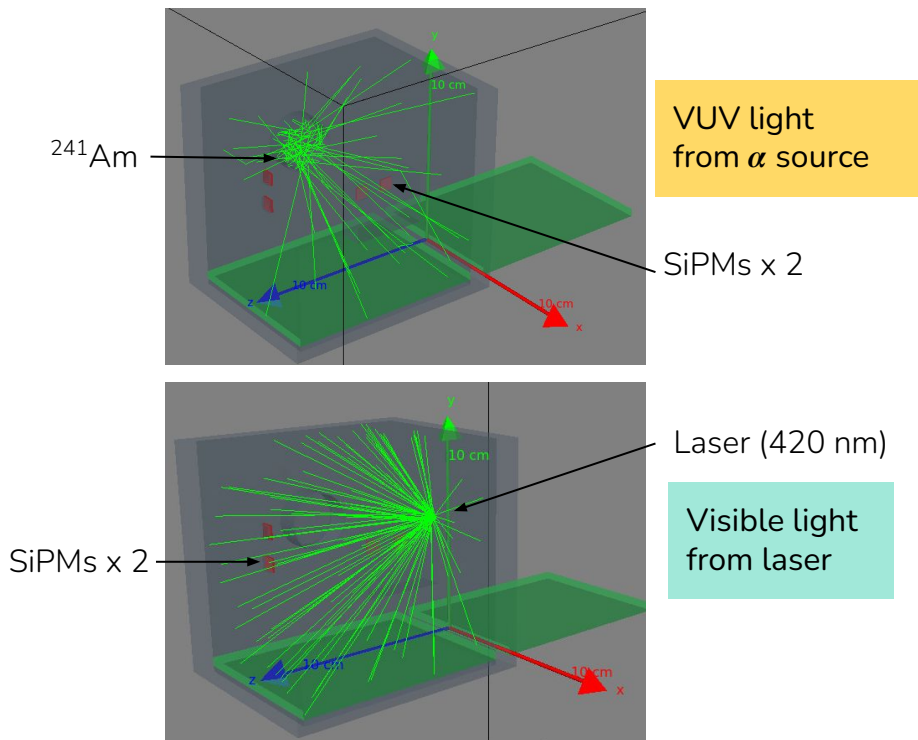 y
10 cm
²⁴¹Am
VUV light
from α source
SiPMs x 2
z
10 cm
10 cm
x
y
Laser (420 nm)
10 cm
Visible light
from laser
SiPMs x 2
z
10 cm
10 cm
x